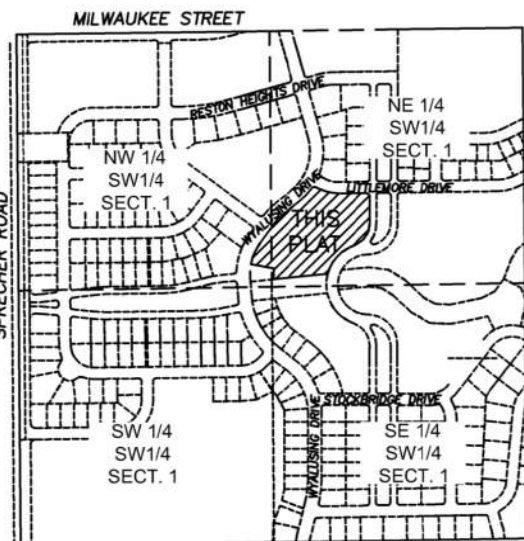 MILWAUKEE STREET
RESTON HEIGHTS DRIVE
NE 1/4
SW1/4
SECT. 1
NW 1/4
SW1/4
SECT. 1
LITTLEMORE DRIVE
WYALUSING DRIVE
THIS
PLAT
SPRECHER ROAD
STOCKBRIDGE DRIVE
WYALUSING DRIVE
SW 1/4
SW1/4
SECT. 1
SE 1/4
SW1/4
SECT. 1